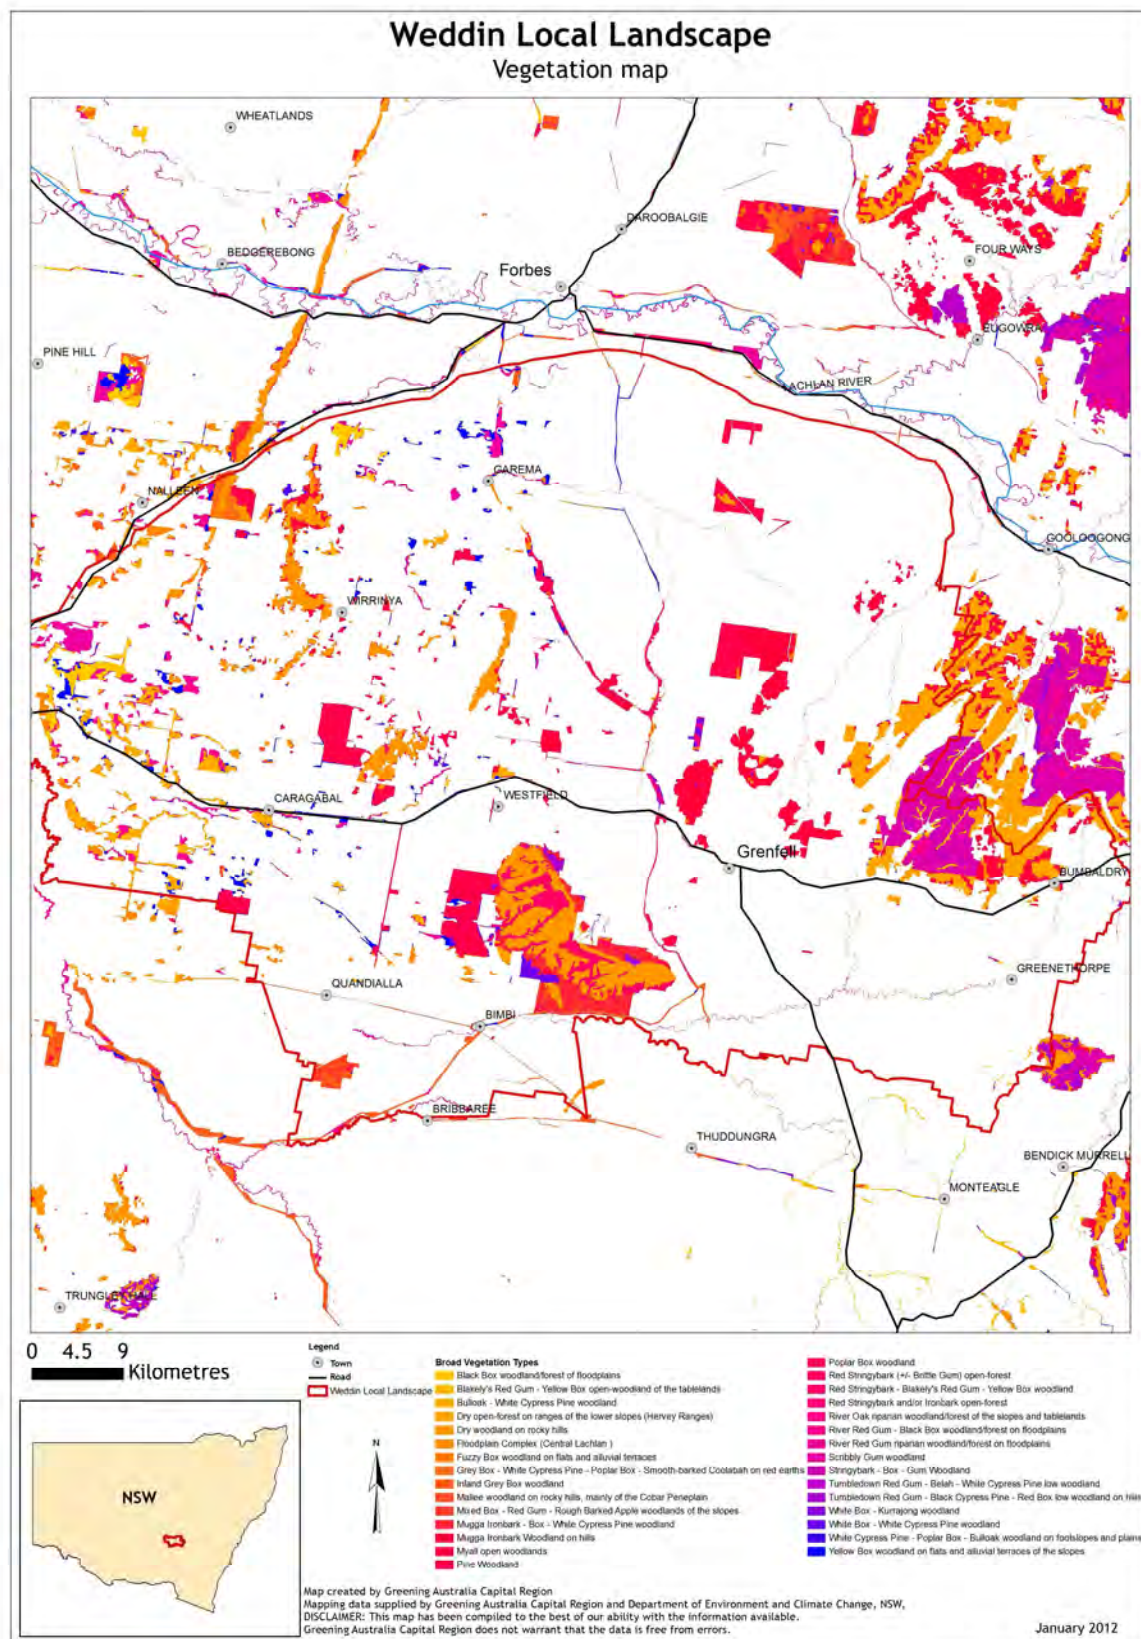 Weddin Local Landscape
Vegetation map
WHEATLANDS
DAROOBALGIE
BEDGEREBONG
FOUR WAYS
Forbes
EUGOWRA
PINE HILL
LACHLAN RIVER
GAREMA
NALLEEN
GOOLOOGONG
WIRRINYA
CARAGABAL
WESTFIELD
Grenfell
BUMBALDRY
GREENETHORPE
QUANDIALLA
BIMBI
BRIBBAREE
THUDDUNGRA
BENDICK MURRELL
MONTEAGLE
TRUNGLEY HALL
0 4.5 9
Kilometres
Legend
Town
Road
Weddin Local Landscape
Broad Vegetation Types
Black Box woodland/forest of floodplains
Blakely's Red Gum - Yellow Box open-woodland of the tablelands
Bulloak - White Cypress Pine woodland
Dry open-forest on ranges of the lower slopes (Hervey Ranges)
Dry woodland on rocky hills
Floodplain Complex (Central Lachlan )
Fuzzy Box woodland on flats and alluvial terraces
Grey Box - White Cypress Pine - Poplar Box - Smooth-barked Coolabah on red earths
Inland Grey Box woodland
Mallee woodland on rocky hills, mainly of the Cobar Peneplain
Mixed Box - Red Gum - Rough Barked Apple woodlands of the slopes
Mugga Ironbark - Box - White Cypress Pine woodland
Mugga Ironbark Woodland on hills
Myall open woodlands
Pine Woodland
Poplar Box woodland
Red Stringybark (+/- Brittle Gum) open-forest
Red Stringybark - Blakely's Red Gum - Yellow Box woodland
Red Stringybark and/or Ironbark open-forest
River Oak riparian woodland/forest of the slopes and tablelands
River Red Gum - Black Box woodland/forest on floodplains
River Red Gum riparian woodland/forest on floodplains
Scribbly Gum woodland
Stringybark - Box - Gum Woodland
Tumbledown Red Gum - Belah - White Cypress Pine low woodland
Tumbledown Red Gum - Black Cypress Pine - Red Box low woodland on hills
White Box - Kurrajong woodland
White Box - White Cypress Pine woodland
White Cypress Pine - Poplar Box - Bulloak woodland on footslopes and plains
Yellow Box woodland on flats and alluvial terraces of the slopes
N
NSW
Map created by Greening Australia Capital Region
Mapping data supplied by Greening Australia Capital Region and Department of Environment and Climate Change, NSW,
DISCLAIMER: This map has been compiled to the best of our ability with the information available.
Greening Australia Capital Region does not warrant that the data is free from errors.
January 2012